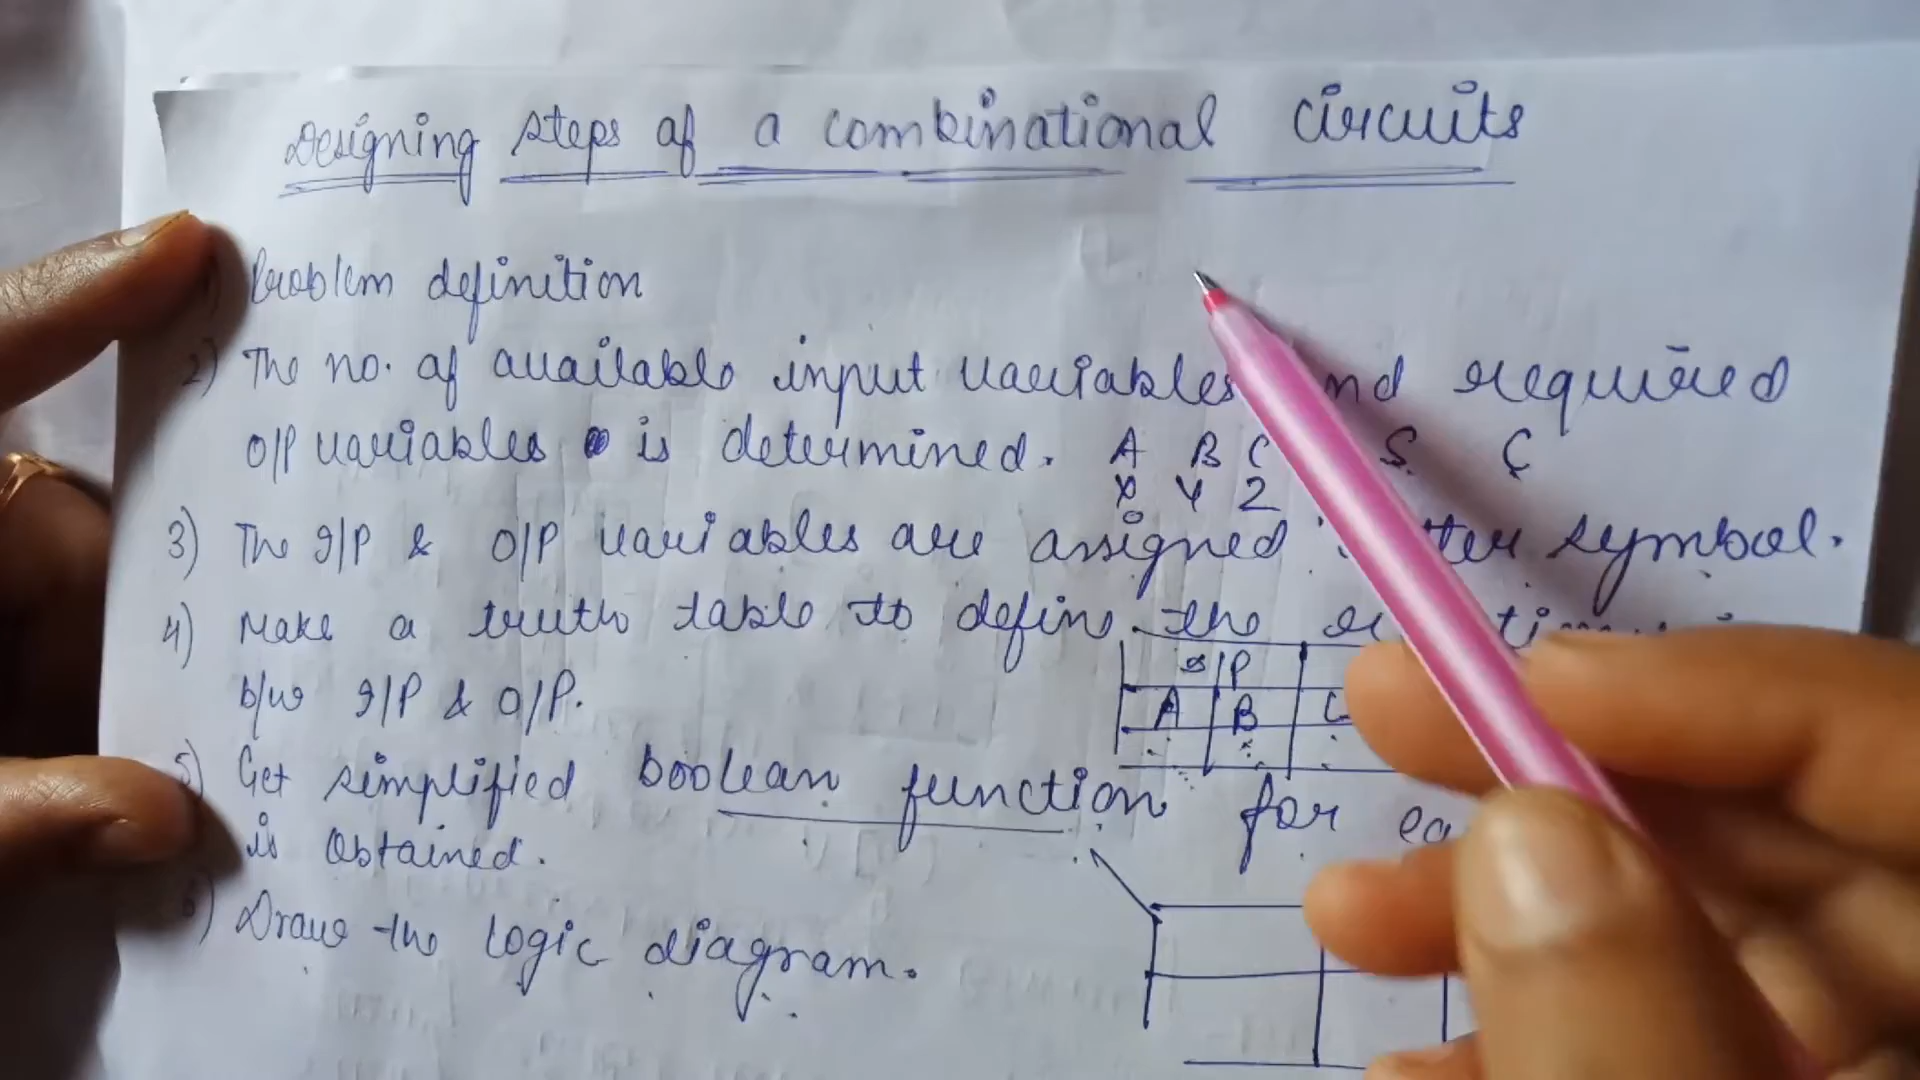 Designing steps of a combinational circuits
1) Problem definition
2) The no. of available input variables and required
O/P variables is determined. A B C S C
X Y Z
3) The I/P & O/P variables are assigned letter symbol.
4) Make a truth table to define the
I/P
b/w I/P & O/P. A B C
5) Get simplified boolean function for
is obtained.
6) Draw the logic diagram.